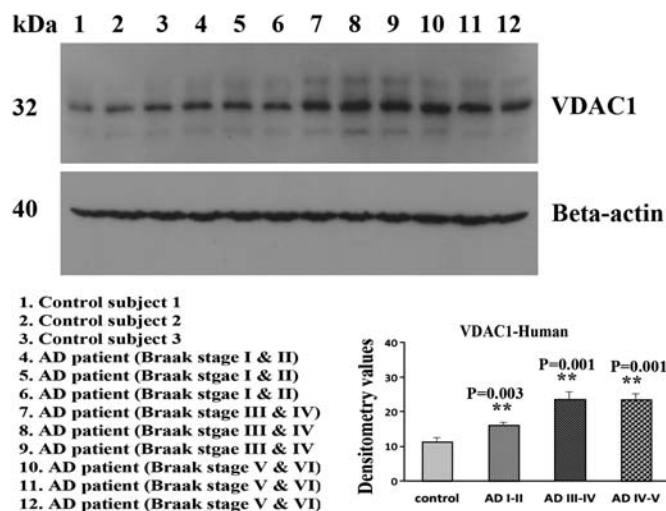 kDa 1 2 3 4 5 6 7 8 9 10 11 12
32 VDAC1
40 Beta-actin
1. Control subject 1
2. Control subject 2
3. Control subject 3
4. AD patient (Braak stage I & II)
5. AD patient (Braak stgae I & II)
6. AD patient (Braak stgae I & II)
7. AD patient (Braak stage III & IV)
8. AD patient (Braak stgae III & IV
9. AD patient (Braak stgae III & IV
10. AD patient (Braak stage V & VI)
11. AD patient (Braak stage V & VI)
12. AD patient (Braak stage V & VI)
VDAC1-Human
Densitometry values
40
30
20
10
0
P=0.003
**
P=0.001
**
P=0.001
**
control AD I-II AD III-IV AD IV-V